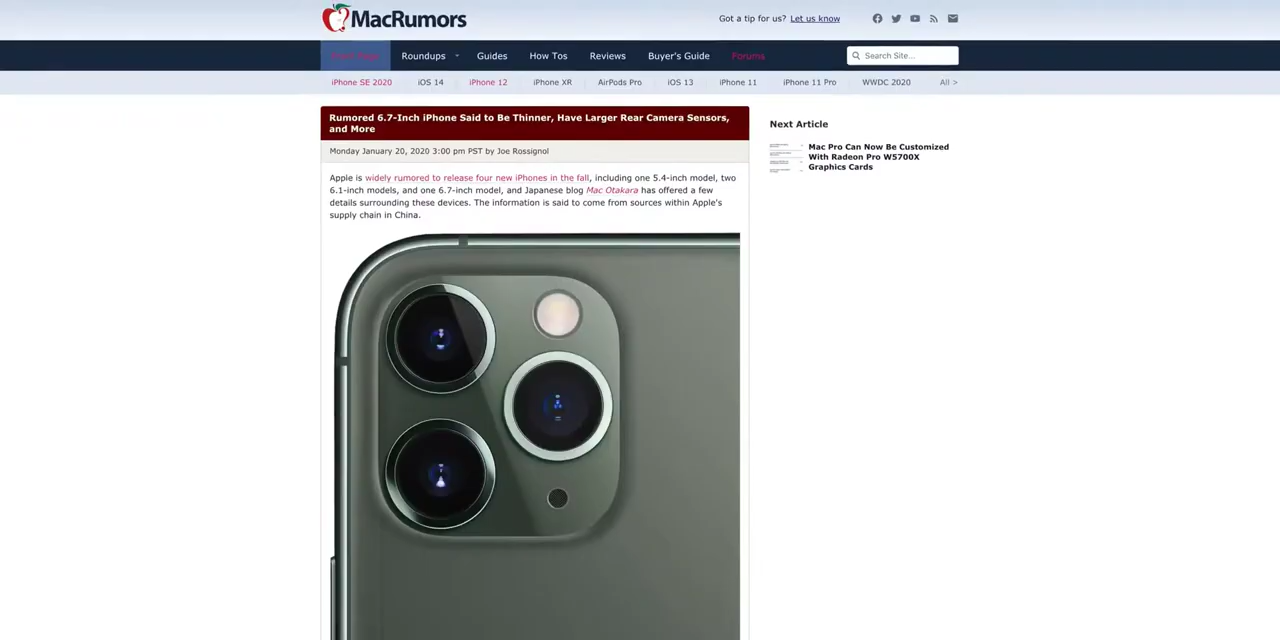 MacRumors
Got a tip for us? Let us know
Front Page Roundups Guides How Tos Reviews Buyer's Guide Forums Search Site...
iPhone SE 2020 iOS 14 iPhone 12 iPhone XR AirPods Pro iOS 13 iPhone 11 iPhone 11 Pro WWDC 2020 All >
Rumored 6.7-Inch iPhone Said to Be Thinner, Have Larger Rear Camera Sensors,
and More
Monday January 20, 2020 3:00 pm PST by Joe Rossignol
Apple is widely rumored to release four new iPhones in the fall, including one 5.4-inch model, two
6.1-inch models, and one 6.7-inch model, and Japanese blog Mac Otakara has offered a few
details surrounding these devices. The information is said to come from sources within Apple's
supply chain in China.
Next Article
Mac Pro Can Now Be Customized
With Radeon Pro W5700X
Graphics Cards